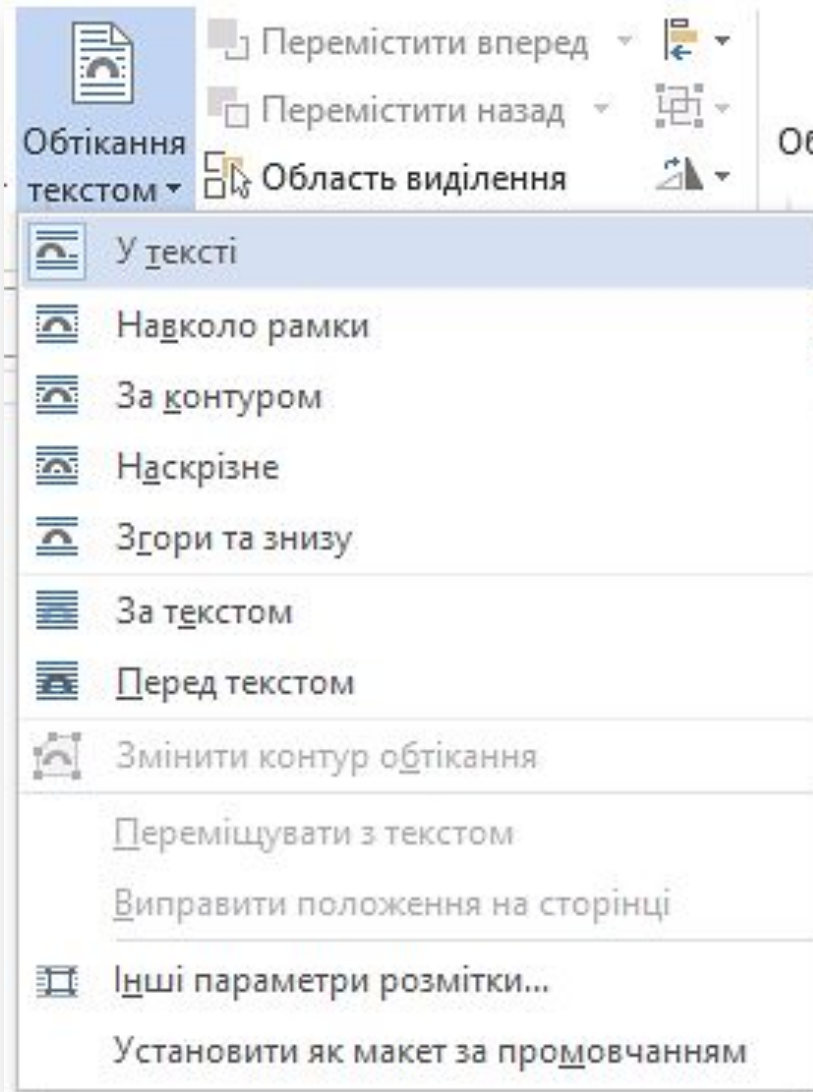 Обтікання
текстом
Перемістити вперед
Перемістити назад
Область виділення
Об
У тексті
Навколо рамки
За контуром
Наскрізне
Згори та знизу
За текстом
Перед текстом
Змінити контур обтікання
Переміщувати з текстом
Виправити положення на сторінці
Інші параметри розмітки...
Установити як макет за промовчанням